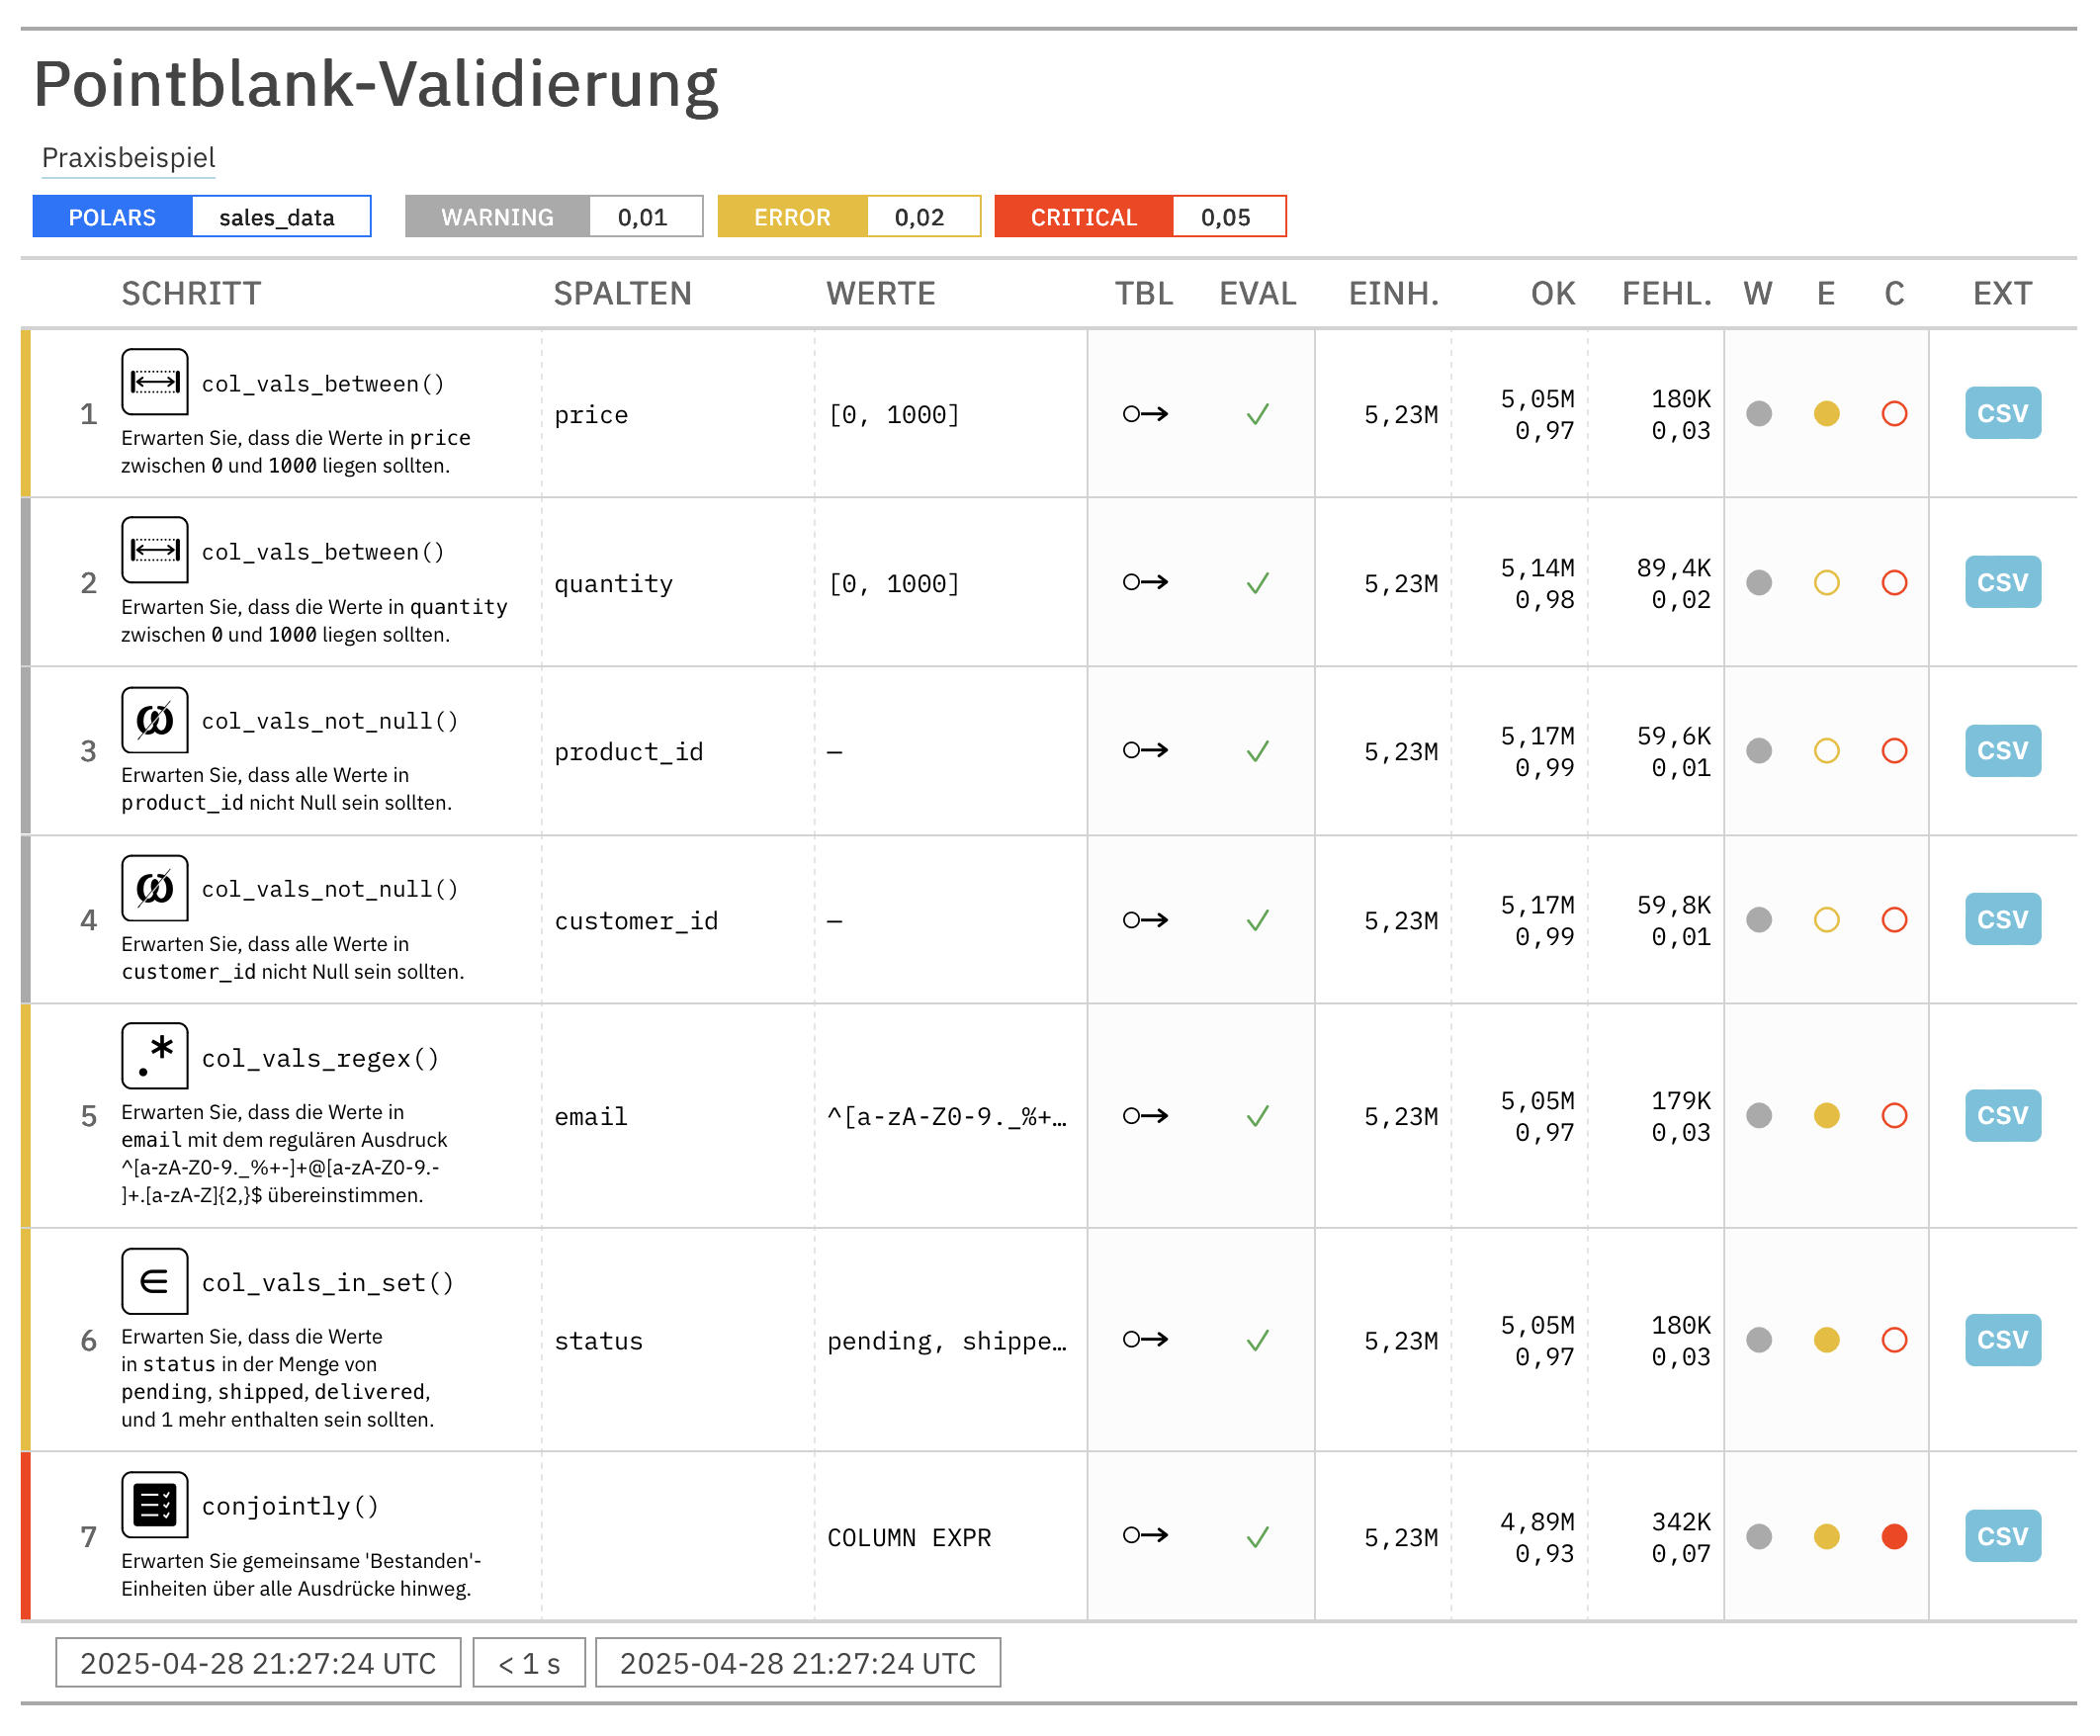 Pointblank-Validierung
Praxisbeispiel
POLARS sales_data WARNING 0,01 ERROR 0,02 CRITICAL 0,05
SCHRITT SPALTEN WERTE TBL EVAL EINH. OK FEHL. W E C EXT
1
col_vals_between()
Erwarten Sie, dass die Werte in price
zwischen 0 und 1000 liegen sollten.
price
[0, 1000]
5,23M
5,05M
0,97
180K
0,03
CSV
2
col_vals_between()
Erwarten Sie, dass die Werte in quantity
zwischen 0 und 1000 liegen sollten.
quantity
[0, 1000]
5,23M
5,14M
0,98
89,4K
0,02
CSV
3
col_vals_not_null()
Erwarten Sie, dass alle Werte in
product_id nicht Null sein sollten.
product_id
—
5,23M
5,17M
0,99
59,6K
0,01
CSV
4
col_vals_not_null()
Erwarten Sie, dass alle Werte in
customer_id nicht Null sein sollten.
customer_id
—
5,23M
5,17M
0,99
59,8K
0,01
CSV
5
col_vals_regex()
Erwarten Sie, dass die Werte in
email mit dem regulären Ausdruck
^[a-zA-Z0-9._%+-]+@[a-zA-Z0-9.-
]+.[a-zA-Z]{2,}$ übereinstimmen.
email
^[a-zA-Z0-9._%+…
5,23M
5,05M
0,97
179K
0,03
CSV
6
col_vals_in_set()
Erwarten Sie, dass die Werte
in status in der Menge von
pending, shipped, delivered,
und 1 mehr enthalten sein sollten.
status
pending, shippe…
5,23M
5,05M
0,97
180K
0,03
CSV
7
conjointly()
Erwarten Sie gemeinsame 'Bestanden'-
Einheiten über alle Ausdrücke hinweg.
COLUMN EXPR
5,23M
4,89M
0,93
342K
0,07
CSV
2025-04-28 21:27:24 UTC < 1 s 2025-04-28 21:27:24 UTC